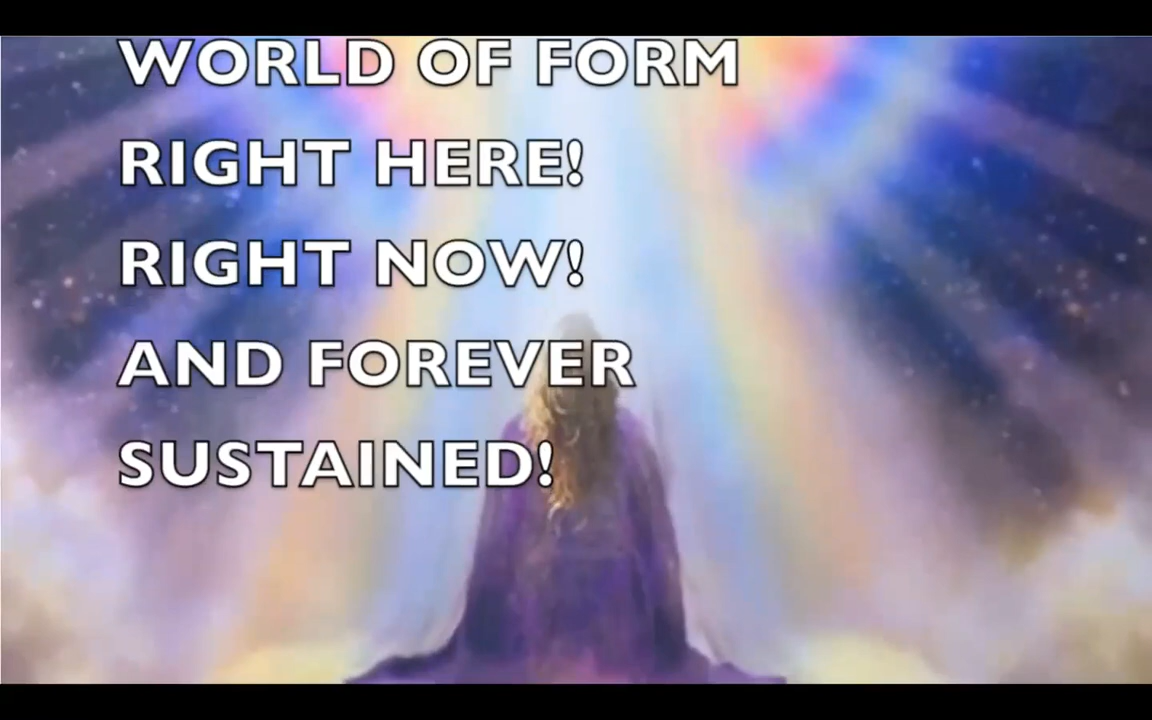 WORLD OF FORM
RIGHT HERE!
RIGHT NOW!
AND FOREVER
SUSTAINED!